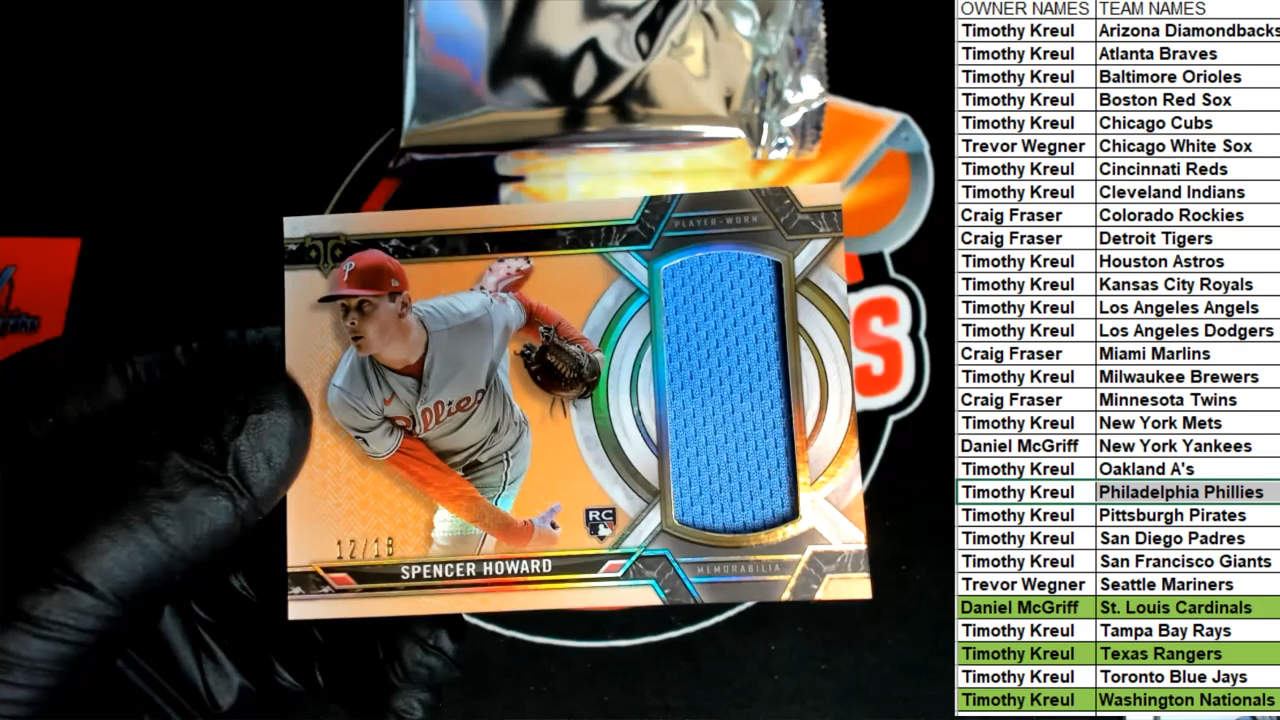 PLAYER-WORN
P
Phillies
12/18
RC
SPENCER HOWARD
MEMORABILIA
S
OWNER NAMES TEAM NAMES
Timothy Kreul Arizona Diamondbacks
Timothy Kreul Atlanta Braves
Timothy Kreul Baltimore Orioles
Timothy Kreul Boston Red Sox
Timothy Kreul Chicago Cubs
Trevor Wegner Chicago White Sox
Timothy Kreul Cincinnati Reds
Timothy Kreul Cleveland Indians
Craig Fraser Colorado Rockies
Craig Fraser Detroit Tigers
Timothy Kreul Houston Astros
Timothy Kreul Kansas City Royals
Timothy Kreul Los Angeles Angels
Timothy Kreul Los Angeles Dodgers
Craig Fraser Miami Marlins
Timothy Kreul Milwaukee Brewers
Craig Fraser Minnesota Twins
Timothy Kreul New York Mets
Daniel McGriff New York Yankees
Timothy Kreul Oakland A's
Timothy Kreul Philadelphia Phillies
Timothy Kreul Pittsburgh Pirates
Timothy Kreul San Diego Padres
Timothy Kreul San Francisco Giants
Trevor Wegner Seattle Mariners
Daniel McGriff St. Louis Cardinals
Timothy Kreul Tampa Bay Rays
Timothy Kreul Texas Rangers
Timothy Kreul Toronto Blue Jays
Timothy Kreul Washington Nationals